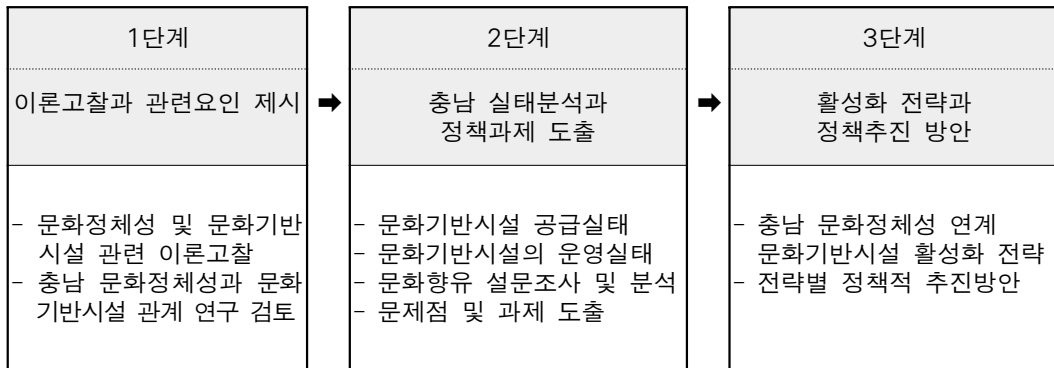 1단계
이론고찰과 관련요인 제시
- 문화정체성 및 문화기반
시설 관련 이론고찰
- 충남 문화정체성과 문화
기반시설 관계 연구 검토
➡
2단계
충남 실태분석과
정책과제 도출
- 문화기반시설 공급실태
- 문화기반시설의 운영실태
- 문화향유 설문조사 및 분석
- 문제점 및 과제 도출
➡
3단계
활성화 전략과
정책추진 방안
- 충남 문화정체성 연계
문화기반시설 활성화 전략
- 전략별 정책적 추진방안